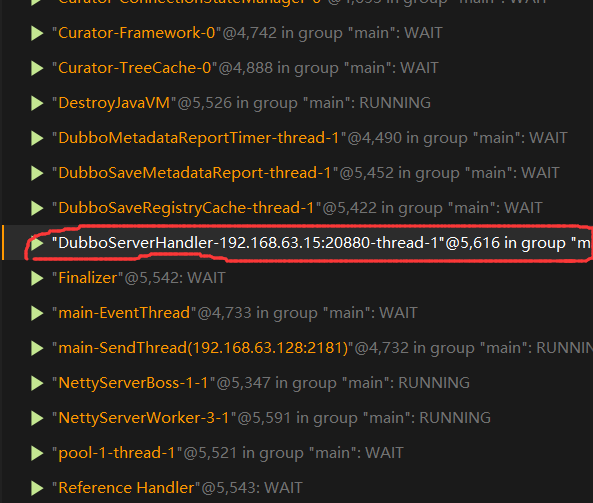 "Curator-ConnectionStateManager-0"@4,895 in group "main": WAIT
"Curator-Framework-0"@4,742 in group "main": WAIT
"Curator-TreeCache-0"@4,888 in group "main": WAIT
"DestroyJavaVM"@5,526 in group "main": RUNNING
"DubboMetadataReportTimer-thread-1"@4,490 in group "main": WAIT
"DubboSaveMetadataReport-thread-1"@5,452 in group "main": WAIT
"DubboSaveRegistryCache-thread-1"@5,422 in group "main": WAIT
"DubboServerHandler-192.168.63.15:20880-thread-1"@5,616 in group "m
"Finalizer"@5,542: WAIT
"main-EventThread"@4,733 in group "main": WAIT
"main-SendThread(192.168.63.128:2181)"@4,732 in group "main": RUNNIN
"NettyServerBoss-1-1"@5,347 in group "main": RUNNING
"NettyServerWorker-3-1"@5,591 in group "main": RUNNING
"pool-1-thread-1"@5,521 in group "main": WAIT
"Reference Handler"@5,543: WAIT